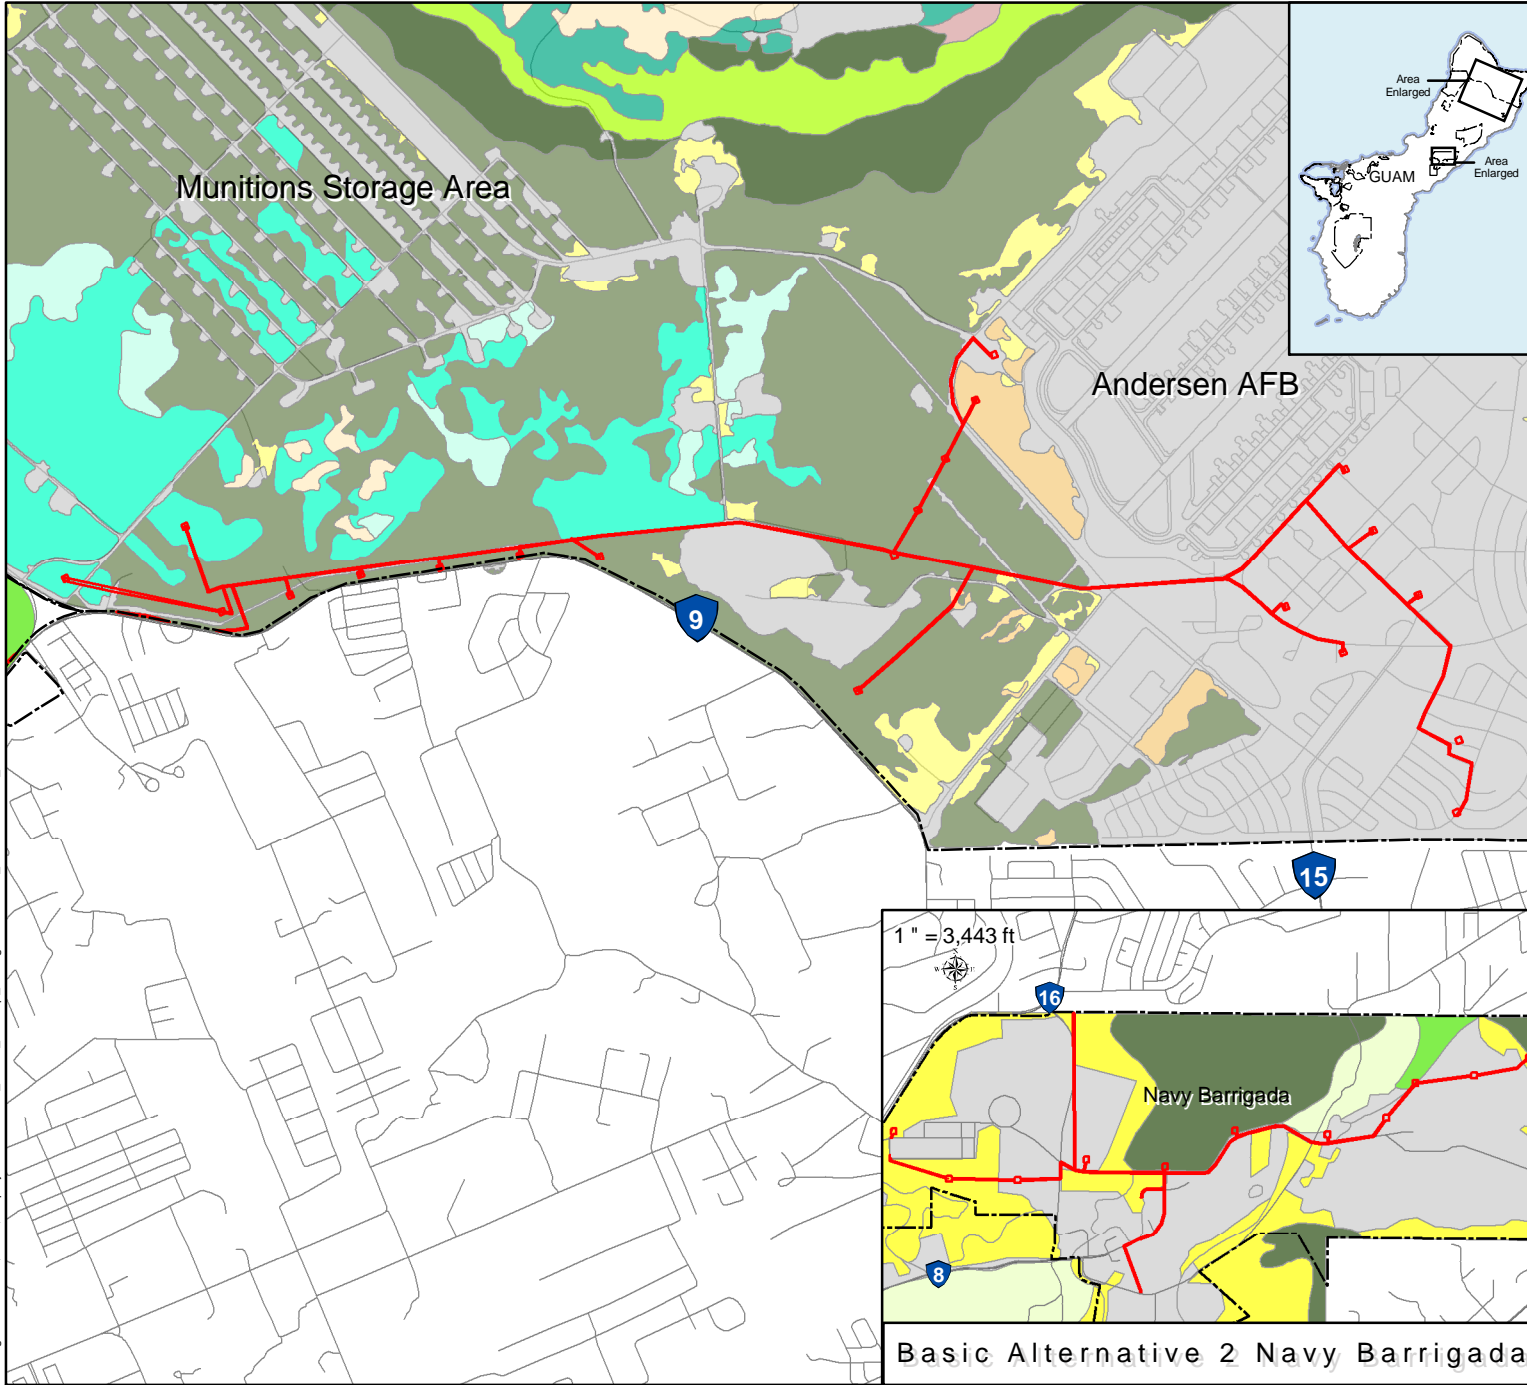 Munitions Storage Area
Area
Enlarged
Area
Enlarged
GUAM
Andersen AFB
9
15
1 " = 3,443 ft
16
Navy Barrigada
8
Basic Alternative 2 Navy Barrigada